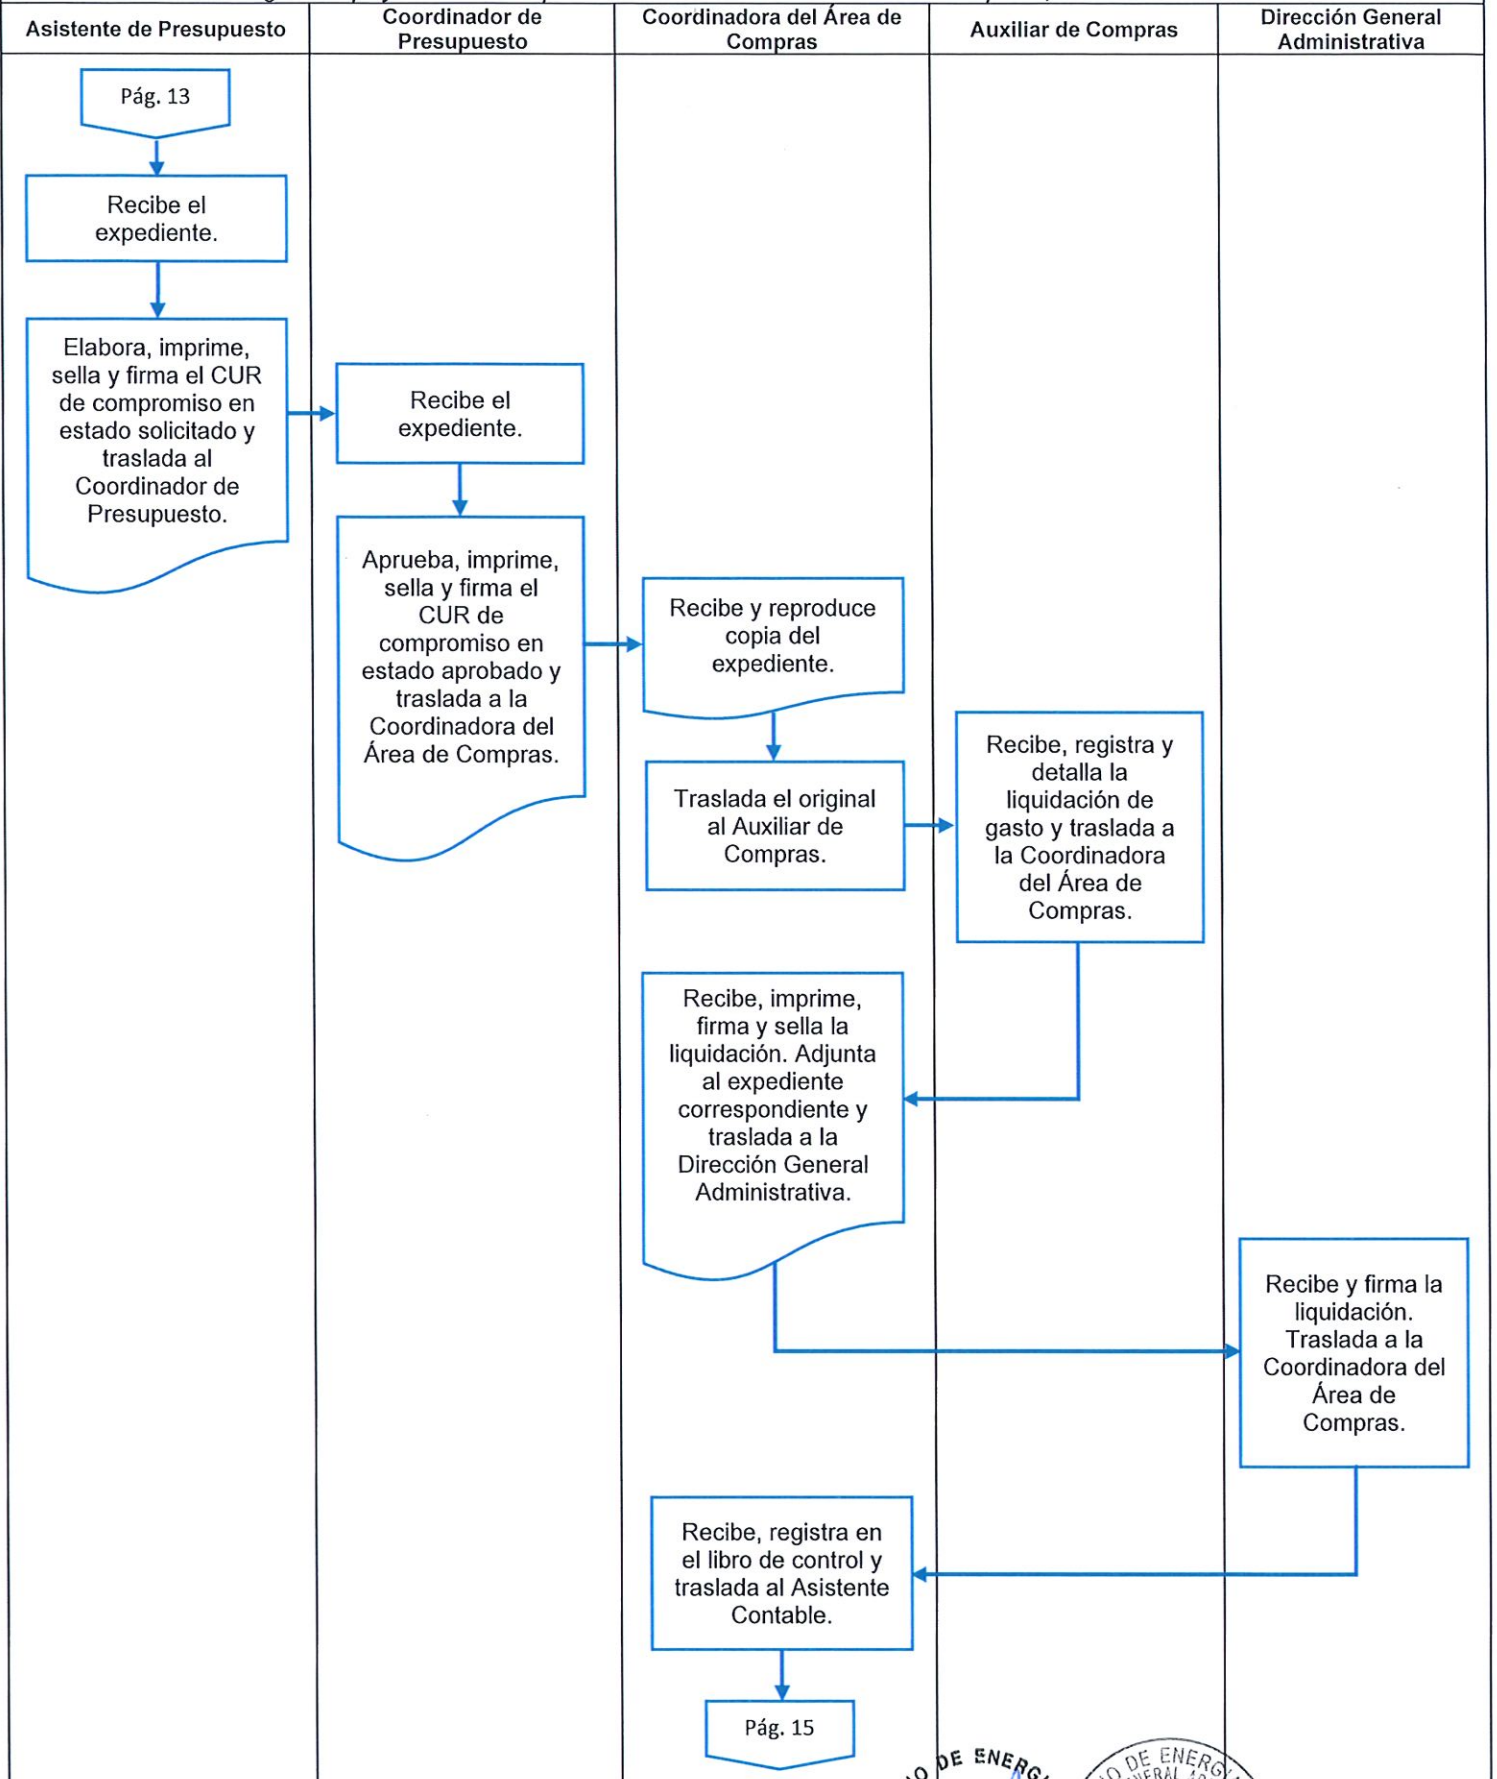 Asistente de Presupuesto
Coordinador de
Presupuesto
Coordinadora del Área de
Compras
Auxiliar de Compras
Dirección General
Administrativa
Pág. 13
Recibe el
expediente.
Elabora, imprime,
sella y firma el CUR
de compromiso en
estado solicitado y
traslada al
Coordinador de
Presupuesto.
Recibe el
expediente.
Aprueba, imprime,
sella y firma el
CUR de
compromiso en
estado aprobado y
traslada a la
Coordinadora del
Área de Compras.
Recibe y reproduce
copia del
expediente.
Traslada el original
al Auxiliar de
Compras.
Recibe, registra y
detalla la
liquidación de
gasto y traslada a
la Coordinadora
del Área de
Compras.
Recibe, imprime,
firma y sella la
liquidación. Adjunta
al expediente
correspondiente y
traslada a la
Dirección General
Administrativa.
Recibe y firma la
liquidación.
Traslada a la
Coordinadora del
Área de
Compras.
Recibe, registra en
el libro de control y
traslada al Asistente
Contable.
Pág. 15
DE ENERG
DE ENERG